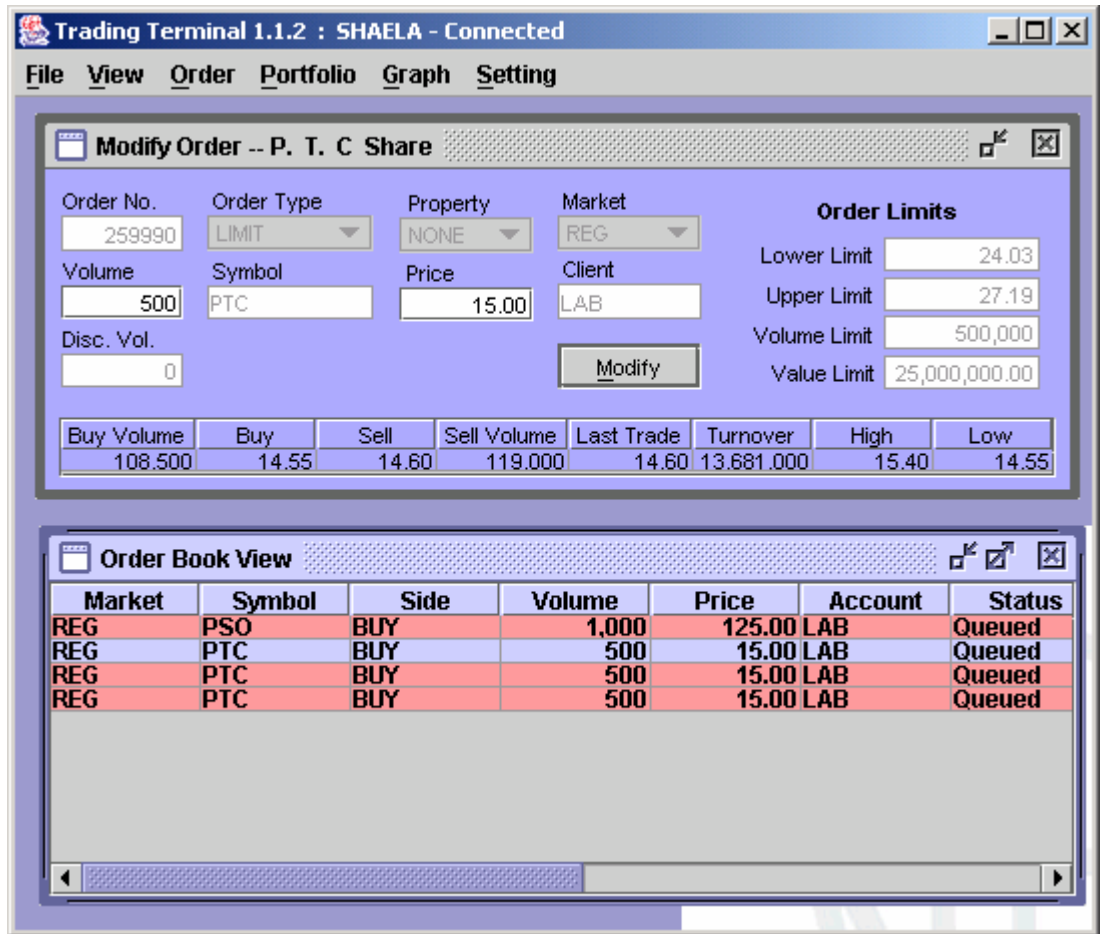 Trading Terminal 1.1.2 : SHAELA - Connected
File View Order Portfolio Graph Setting
Modify Order -- P. T. C Share
Order No. Order Type Property Market Order Limits
259990 LIMIT NONE REG Lower Limit 24.03
Volume Symbol Price Client Upper Limit 27.19
500 PTC 15.00 LAB Volume Limit 500,000
Disc. Vol. Value Limit 25,000,000.00
0 Modify
Buy Volume Buy Sell Sell Volume Last Trade Turnover High Low
108.500 14.55 14.60 119.000 14.60 13.681.000 15.40 14.55
Order Book View
Market Symbol Side Volume Price Account Status
REG PSO BUY 1,000 125.00 LAB Queued
REG PTC BUY 500 15.00 LAB Queued
REG PTC BUY 500 15.00 LAB Queued
REG PTC BUY 500 15.00 LAB Queued